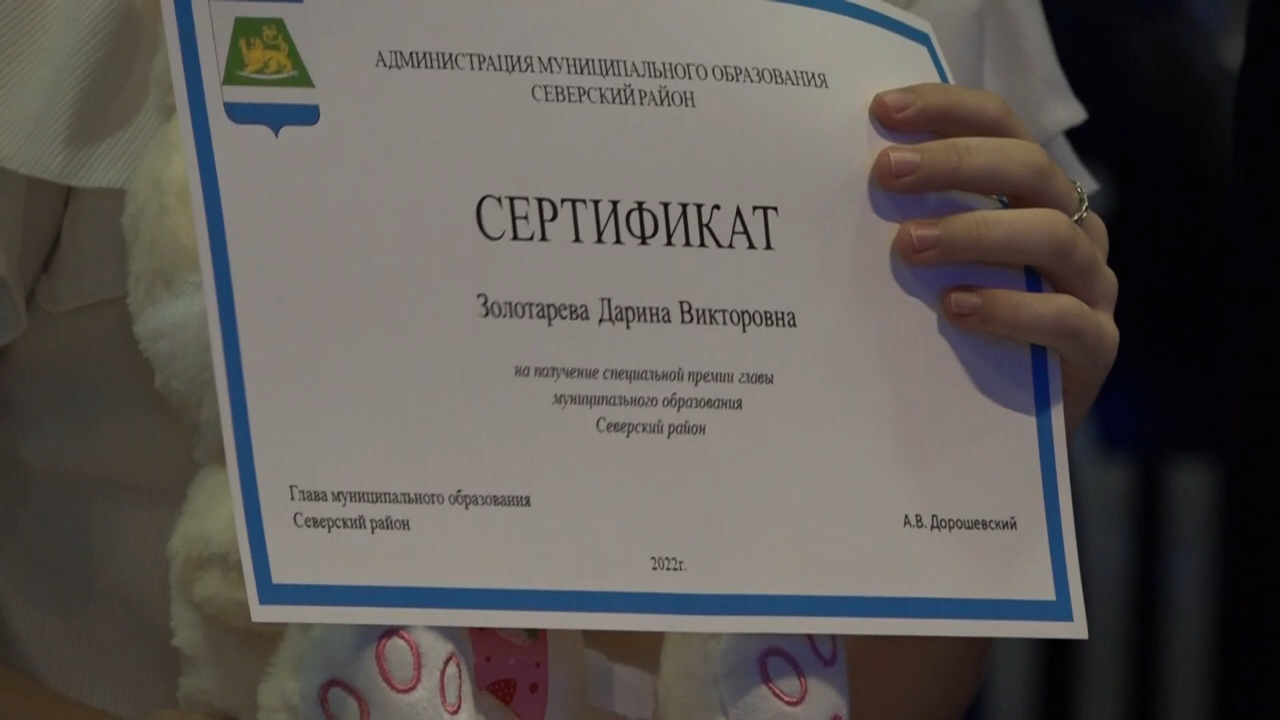 АДМИНИСТРАЦИЯ МУНИЦИПАЛЬНОГО ОБРАЗОВАНИЯ
СЕВЕРСКИЙ РАЙОН
СЕРТИФИКАТ
Золотарева Дарина Викторовна
на получение специальной премии главы
муниципального образования
Северский район
Глава муниципального образования
Северский район
А.В. Дорошевский
2022г.